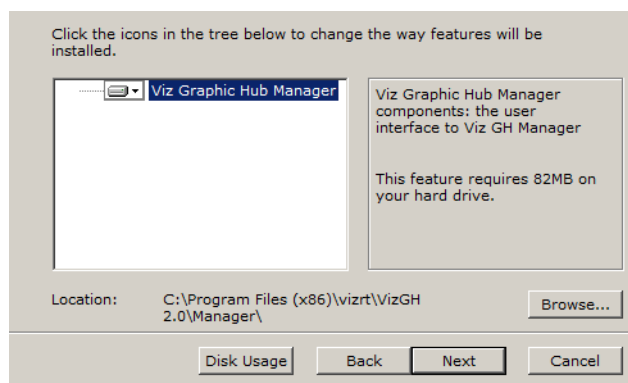 Click the icons in the tree below to change the way features will be
installed.
Viz Graphic Hub Manager
Viz Graphic Hub Manager
components: the user
interface to Viz GH Manager
This feature requires 82MB on
your hard drive.
Location:
C:\Program Files (x86)\vizrt\VizGH
2.0\Manager\
Browse...
Disk Usage
Back
Next
Cancel